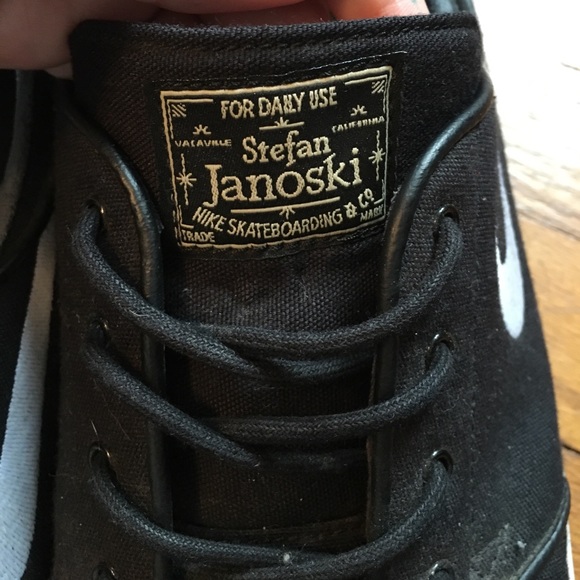 FOR DAILY USE
VACAVILLE
CALIFORNIA
Stefan
Janoski
NIKE SKATEBOARDING & CO.
TRADE
MARK